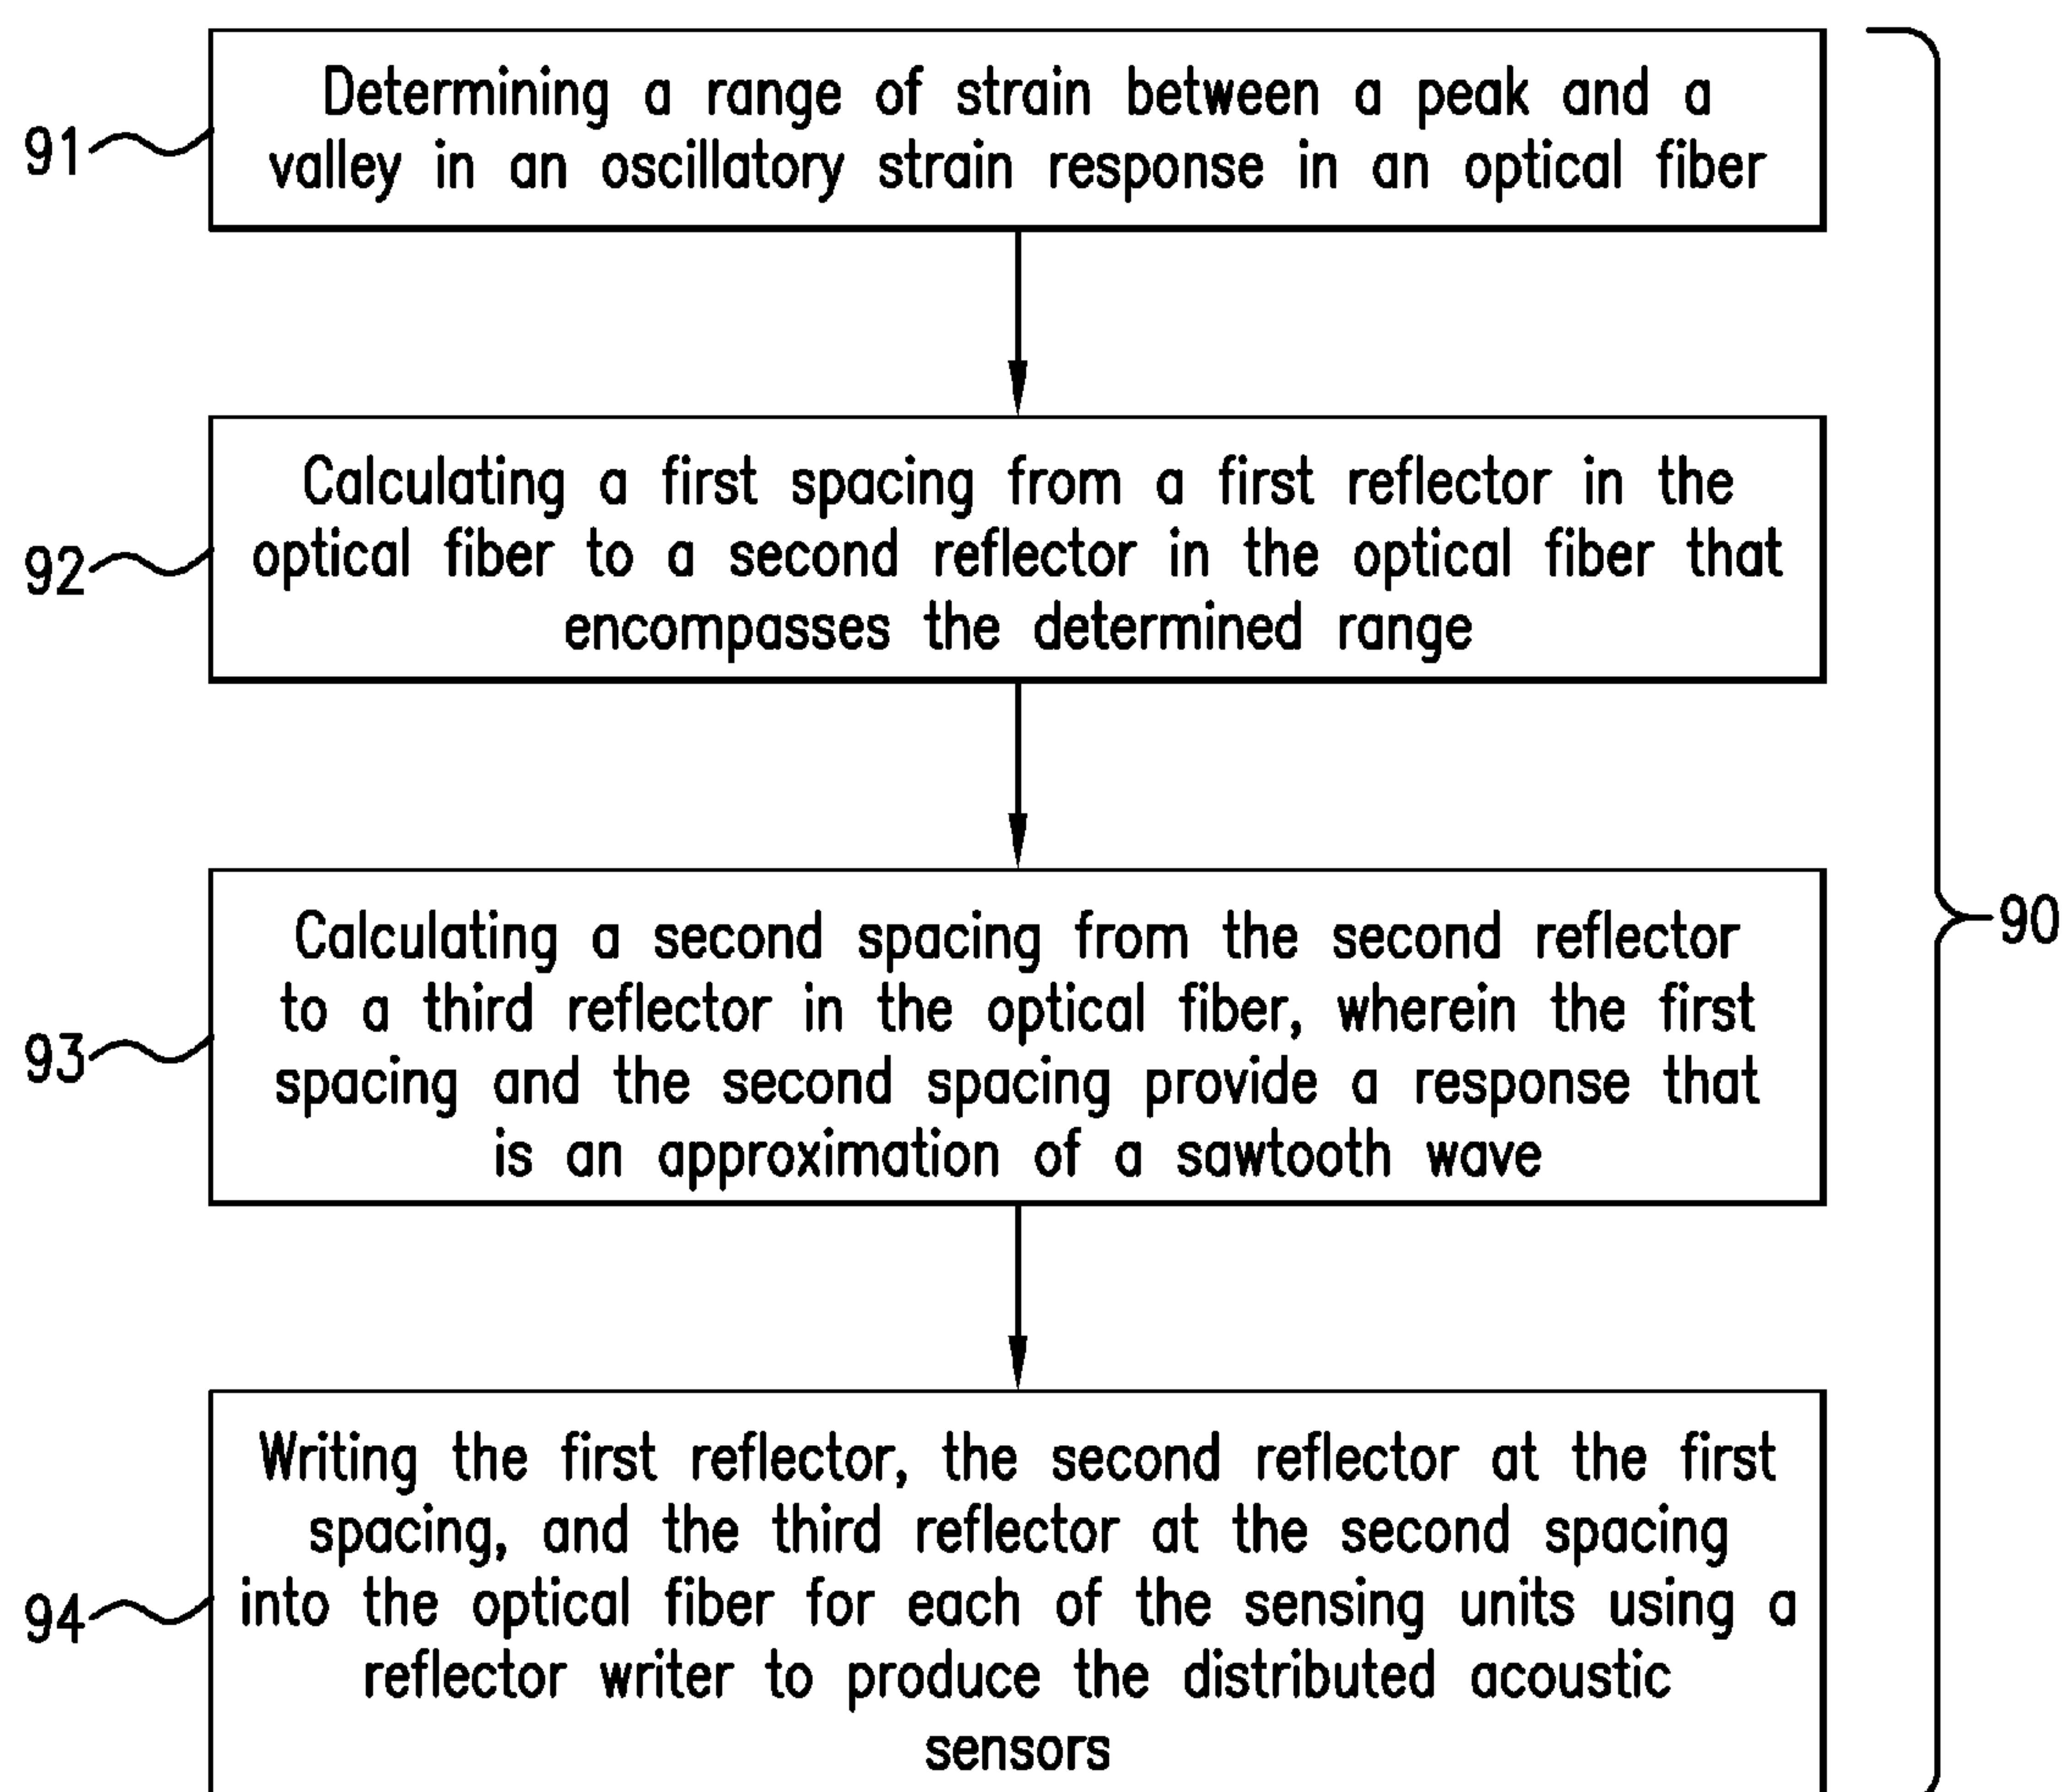 91
Determining a range of strain between a peak and a
valley in an oscillatory strain response in an optical fiber
92
Calculating a first spacing from a first reflector in the
optical fiber to a second reflector in the optical fiber that
encompasses the determined range
93
Calculating a second spacing from the second reflector
to a third reflector in the optical fiber, wherein the first
spacing and the second spacing provide a response that
is an approximation of a sawtooth wave
90
94
Writing the first reflector, the second reflector at the first
spacing, and the third reflector at the second spacing
into the optical fiber for each of the sensing units using a
reflector writer to produce the distributed acoustic
sensors